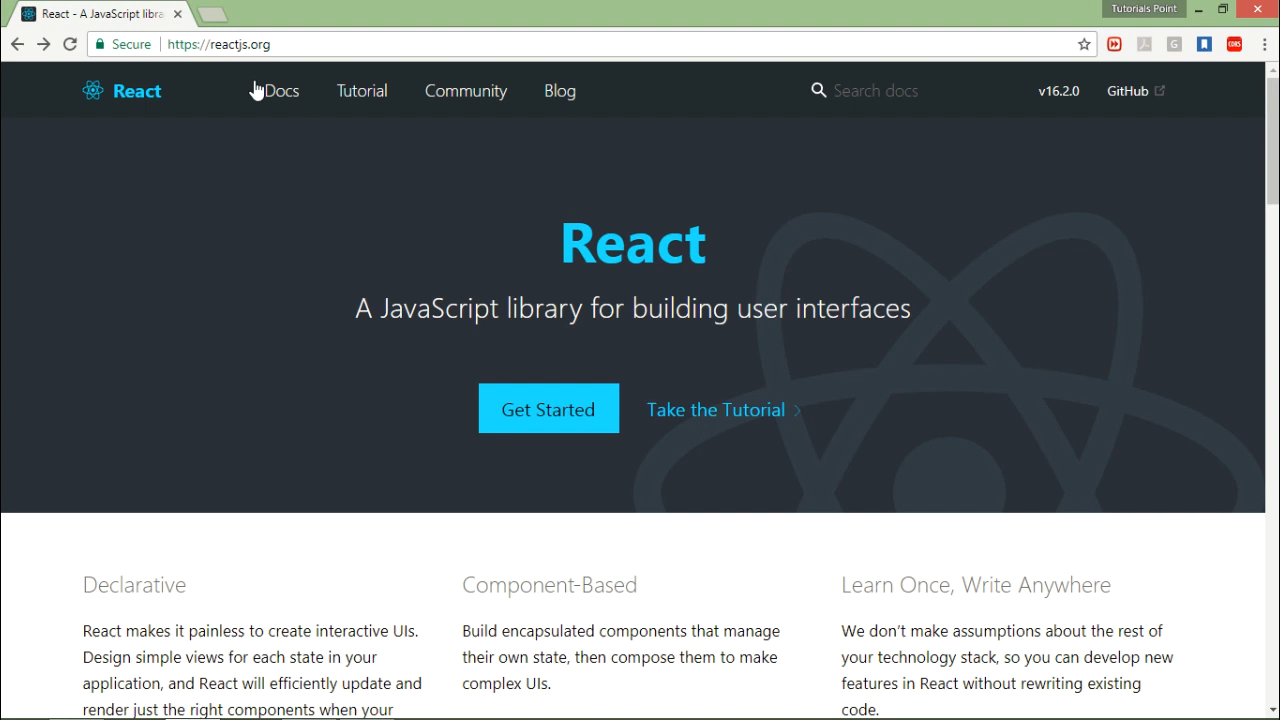 React - A JavaScript libra
Tutorials Point
Secure https://reactjs.org
G
CORS
React Docs Tutorial Community Blog Search docs v16.2.0 GitHub
React
A JavaScript library for building user interfaces
Get Started Take the Tutorial
Declarative
React makes it painless to create interactive UIs.
Design simple views for each state in your
application, and React will efficiently update and
render just the right components when your
Component-Based
Build encapsulated components that manage
their own state, then compose them to make
complex UIs.
Learn Once, Write Anywhere
We don’t make assumptions about the rest of
your technology stack, so you can develop new
features in React without rewriting existing
code.